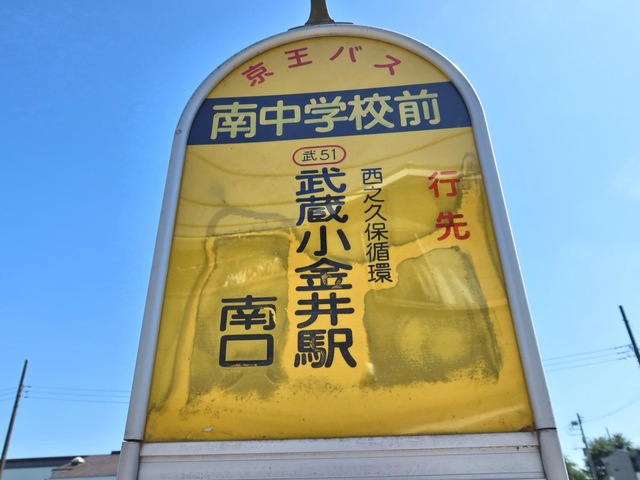 京王バス
南中学校前
行先
西之久保循環
武51
武蔵小金井駅
南口